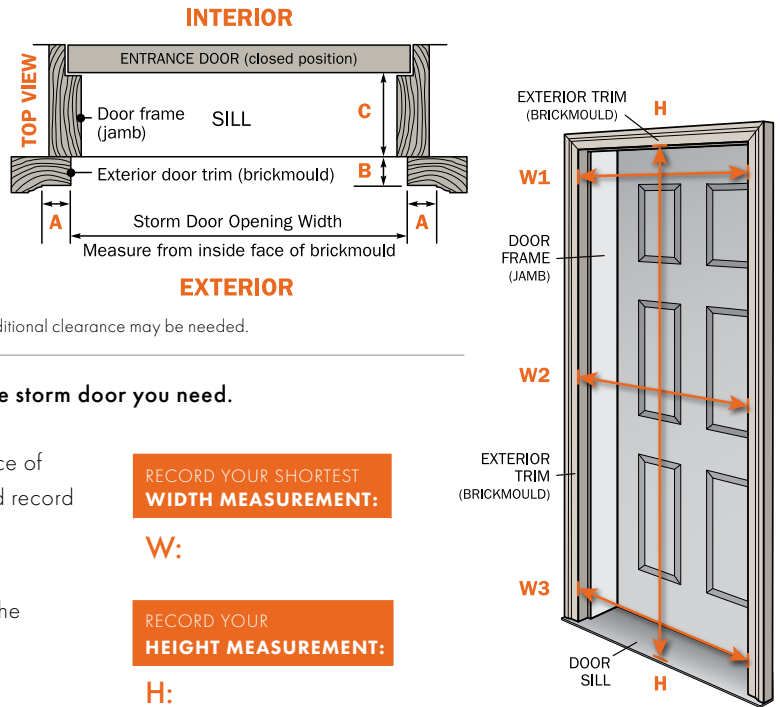 INTERIOR
TOP VIEW
ENTRANCE DOOR (closed position)
Door frame
(jamb)
SILL
C
Exterior door trim (brickmould)
B
A
Storm Door Opening Width
A
Measure from inside face of brickmould
EXTERIOR
ditional clearance may be needed.
e storm door you need.
ce of
d record
RECORD YOUR SHORTEST
WIDTH MEASUREMENT:
W:
he
RECORD YOUR
HEIGHT MEASUREMENT:
H:
EXTERIOR TRIM
(BRICKMOULD)
H
W1
DOOR
FRAME
(JAMB)
W2
EXTERIOR
TRIM
(BRICKMOULD)
W3
DOOR
SILL
H